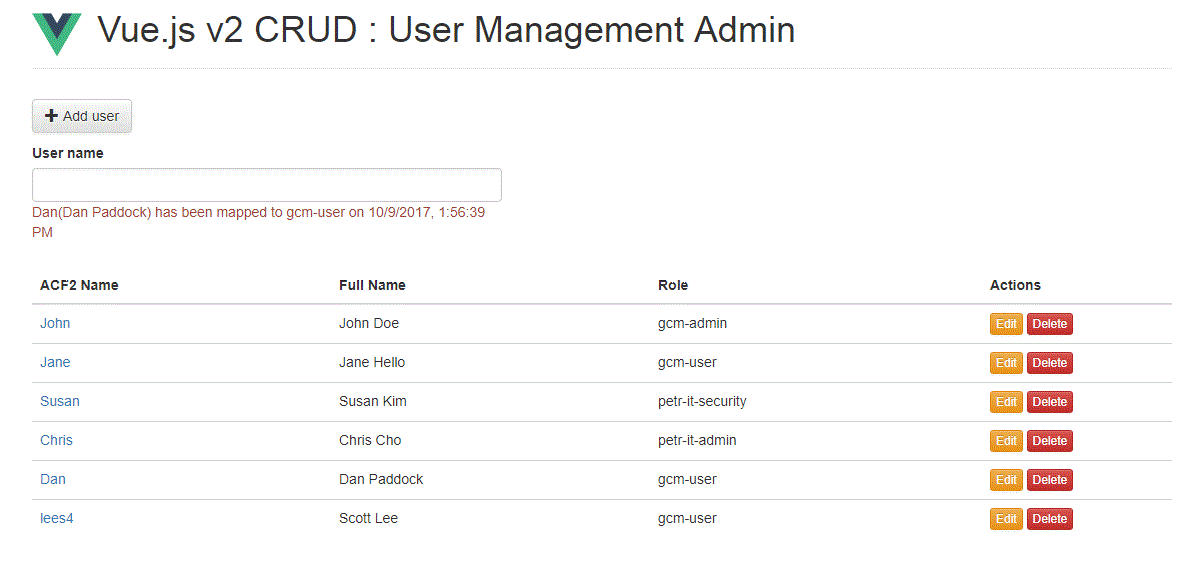 Vue.js v2 CRUD : User Management Admin
Add user
User name
Dan(Dan Paddock) has been mapped to gcm-user on 10/9/2017, 1:56:39
PM
ACF2 Name Full Name Role Actions
John John Doe gcm-admin Edit Delete
Jane Jane Hello gcm-user Edit Delete
Susan Susan Kim petr-it-security Edit Delete
Chris Chris Cho petr-it-admin Edit Delete
Dan Dan Paddock gcm-user Edit Delete
lees4 Scott Lee gcm-user Edit Delete